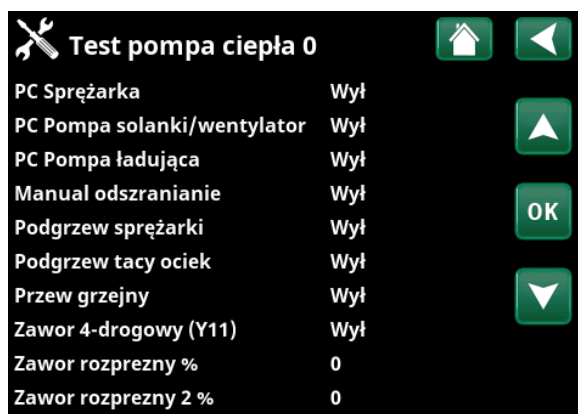 Test pompa ciepła 0
PC Sprężarka Wył
PC Pompa solanki/wentylator Wył
PC Pompa ładująca Wył
Manual odszranianie Wył
OK
Podgrzew sprężarki Wył
Podgrzew tacy ociek Wył
Przew grzejny Wył
Zawor 4-drogowy (Y11) Wył
Zawor rozprezny % 0
Zawor rozprezny 2 % 0